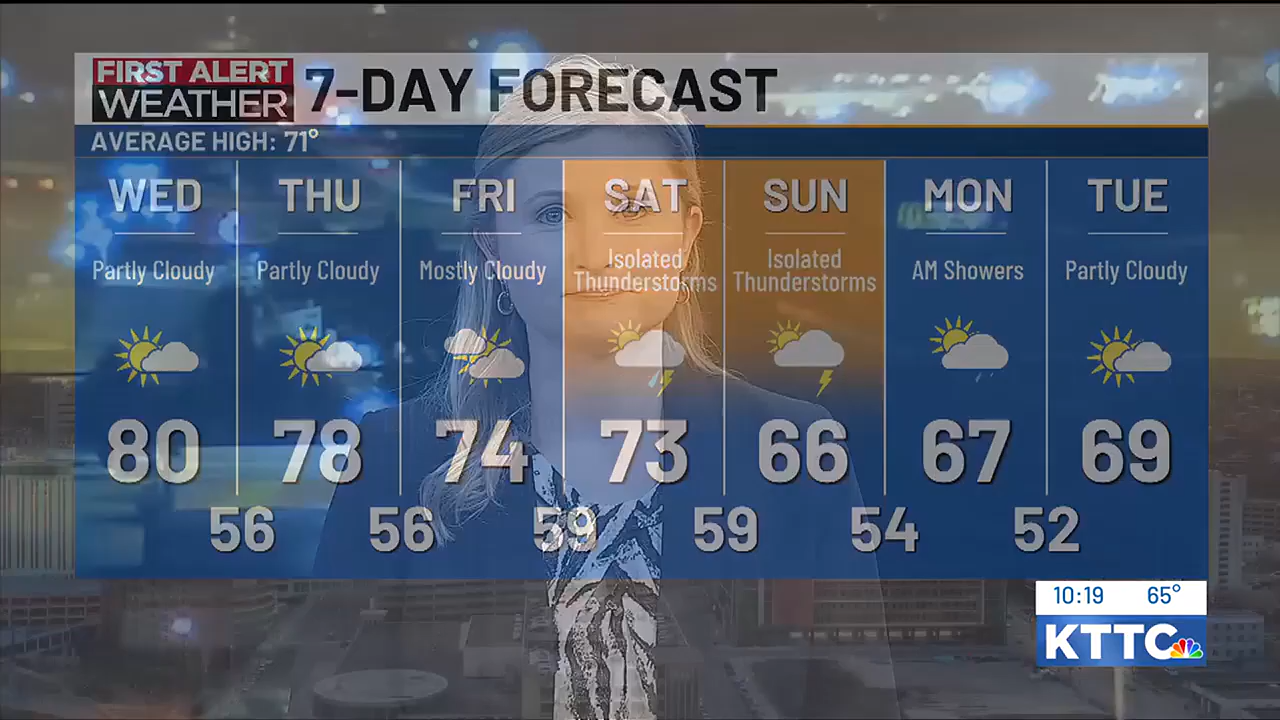 FIRST ALERT
WEATHER
7-DAY FORECAST
AVERAGE HIGH: 71°
WED THU FRI SAT SUN MON TUE
Partly Cloudy Partly Cloudy Mostly Cloudy Isolated Thunderstorms Isolated Thunderstorms AM Showers Partly Cloudy
80 78 74 73 66 67 69
56 56 59 59 54 52
10:19 65°
KTTC